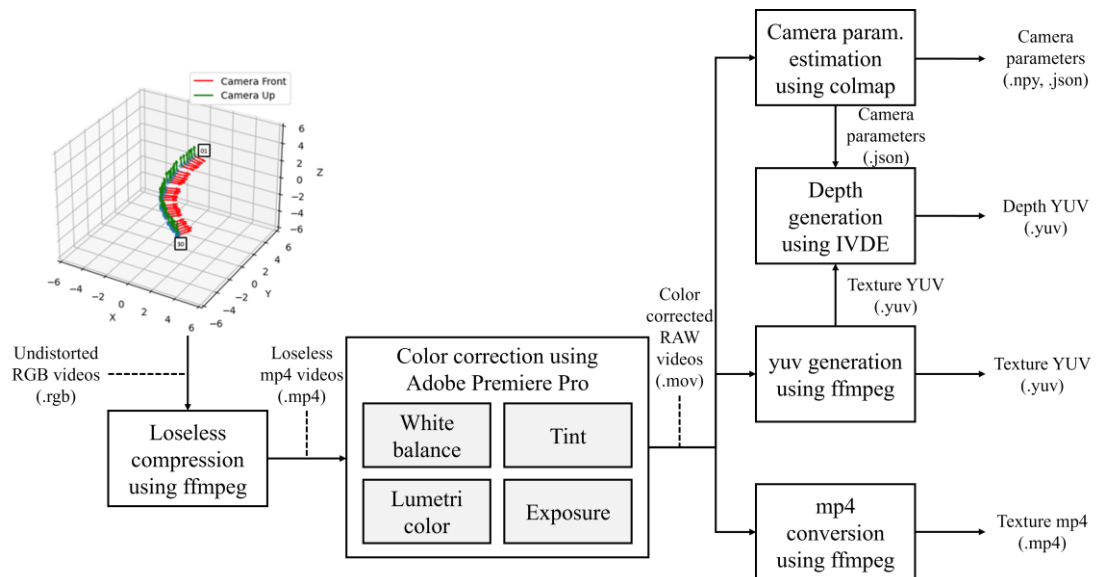 Camera Front
Camera Up
01
30
6
4
2
0
−2
−4
−6
Z
−6
−4
−2
0
2
4
6
X
−6
−4
−2
0
2
4
6
Y
Undistorted
RGB videos
(.rgb)
Loseless
compression
using ffmpeg
Loseless
mp4 videos
(.mp4)
Color correction using
Adobe Premiere Pro
White
balance
Tint
Lumetri
color
Exposure
Color
corrected
RAW
videos
(.mov)
Camera param.
estimation
using colmap
Camera
parameters
(.npy, .json)
Camera
parameters
(.json)
Depth
generation
using IVDE
Depth YUV
(.yuv)
Texture YUV
(.yuv)
yuv generation
using ffmpeg
Texture YUV
(.yuv)
mp4
conversion
using ffmpeg
Texture mp4
(.mp4)